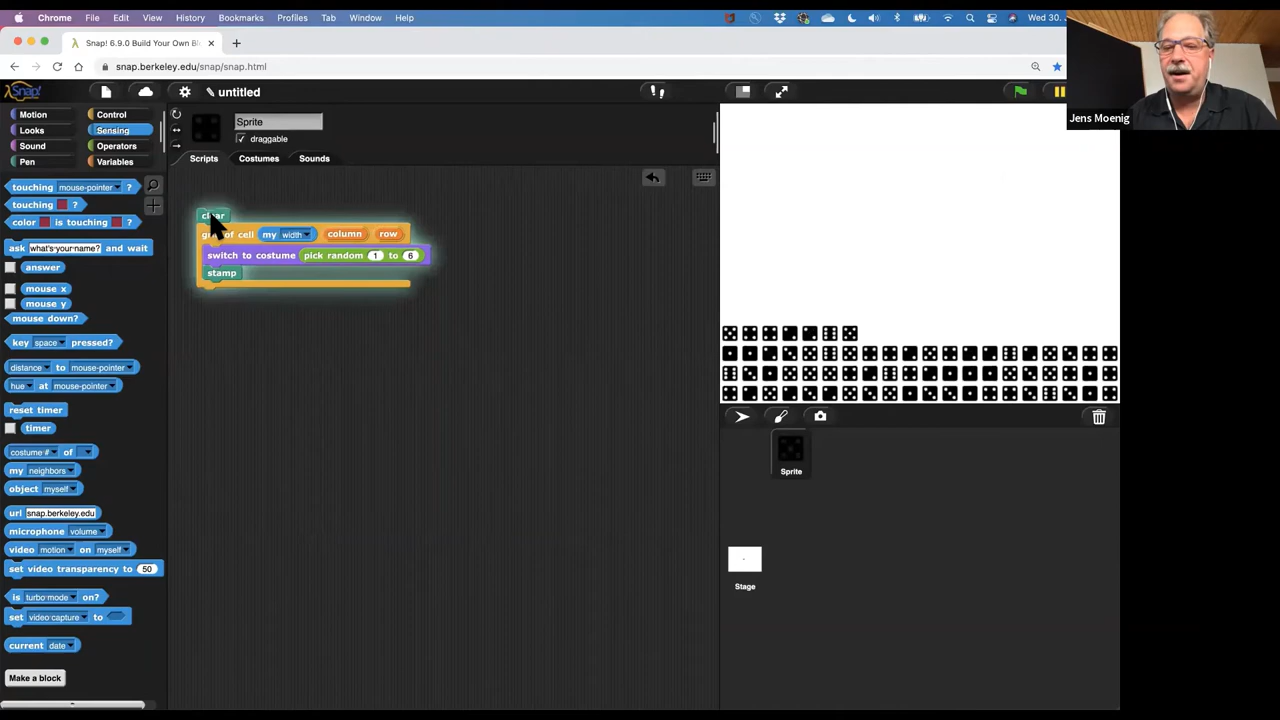 Chrome File Edit View History Bookmarks Profiles Tab Window Help
Wed 30.
Snap! 6.9.0 Build Your Own Bl
snap.berkeley.edu/snap/snap.html
Jens Moenig
Snap!
untitled
Motion
Control
Looks
Sensing
Sound
Operators
Pen
Variables
Sprite
draggable
Scripts Costumes Sounds
touching mouse-pointer ?
touching ?
color is touching ?
ask what's your name? and wait
answer
mouse x
mouse y
mouse down?
key space pressed?
distance to mouse-pointer
hue at mouse-pointer
reset timer
timer
costume # of
my neighbors
object myself
url snap.berkeley.edu
microphone volume
video motion on myself
set video transparency to 50
is turbo mode on?
set video capture to
current date
Make a block
of cell my width column row
switch to costume pick random 1 to 6
stamp
Sprite
Stage